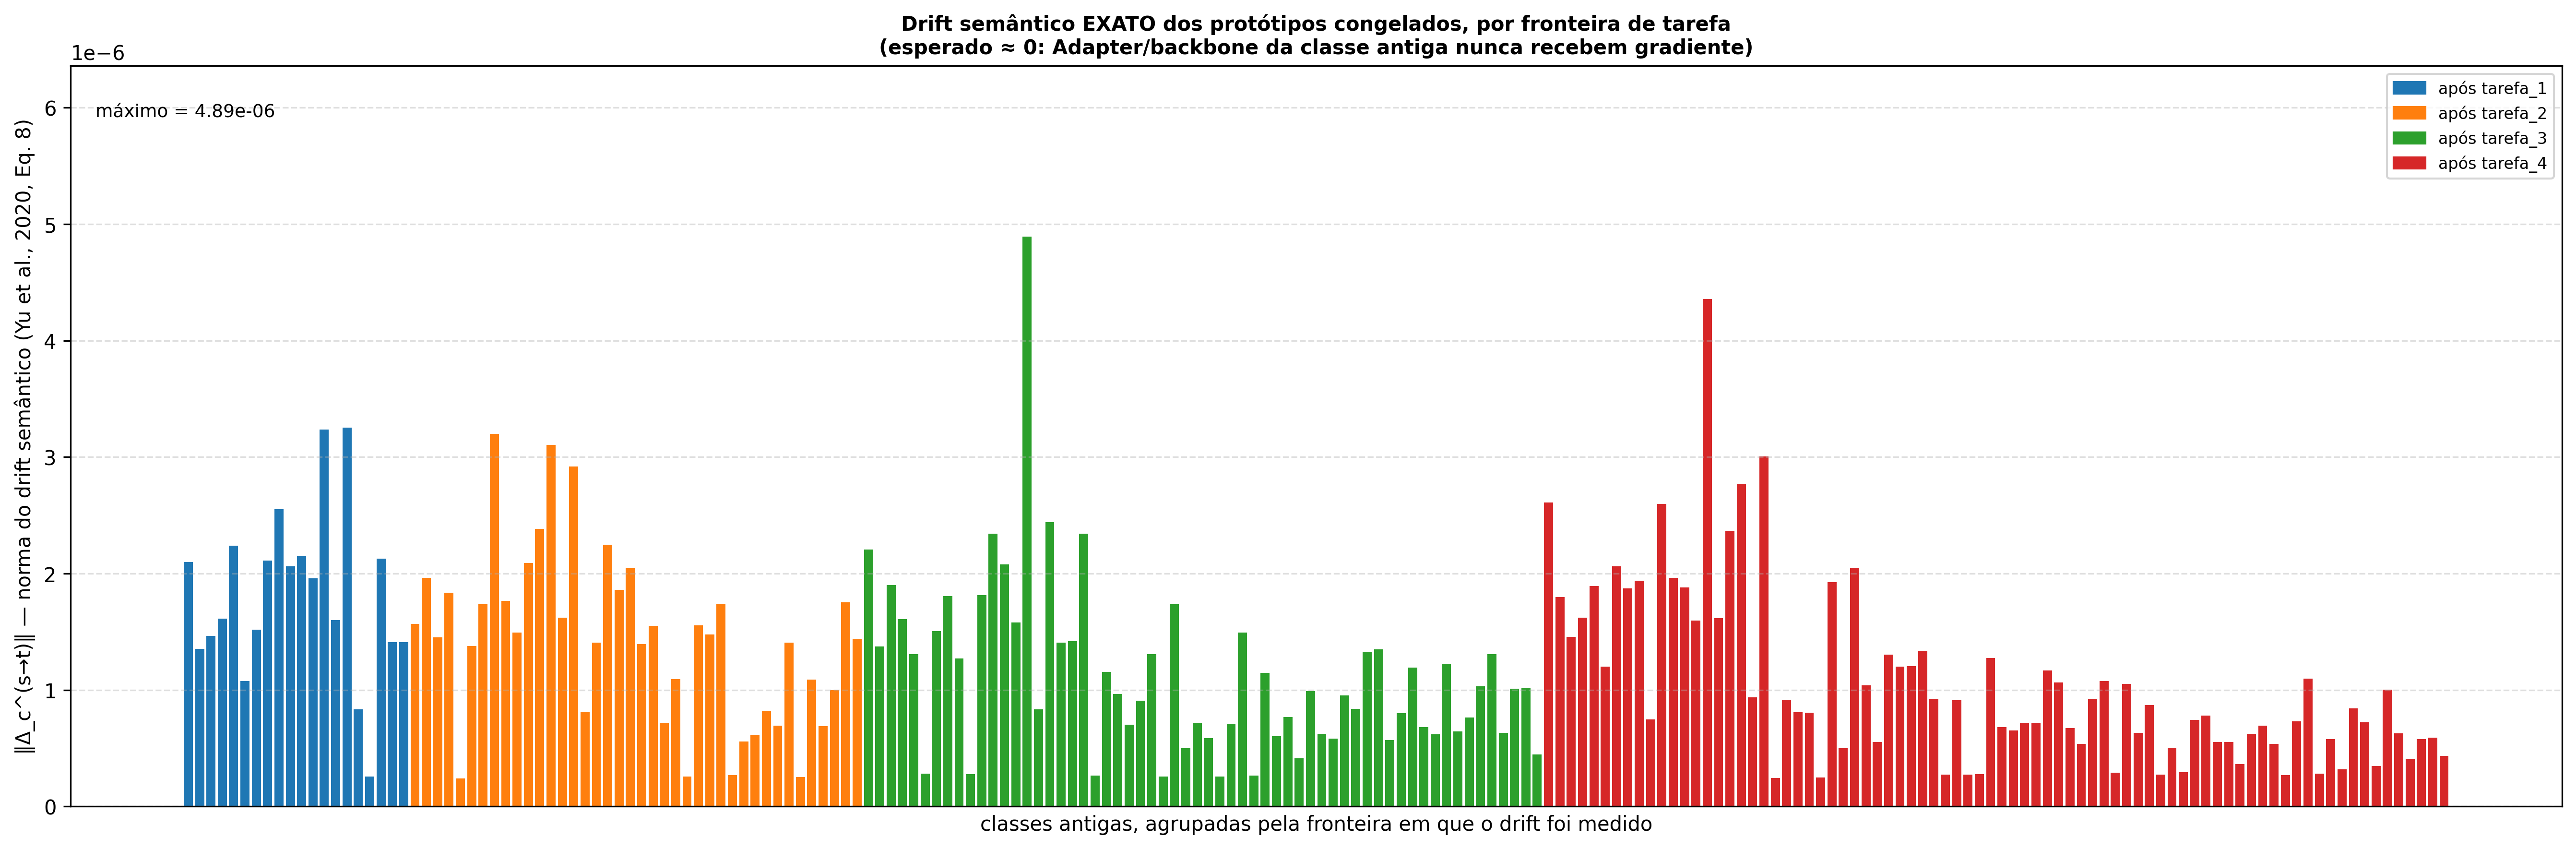 Drift semântico EXATO dos protótipos congelados, por fronteira de tarefa
(esperado ≈ 0: Adapter/backbone da classe antiga nunca recebem gradiente)
1e−6
máximo = 4.89e-06
após tarefa_1
após tarefa_2
após tarefa_3
após tarefa_4
‖Δ_c^(s→t)‖ — norma do drift semântico (Yu et al., 2020, Eq. 8)
6
5
4
3
2
1
0
classes antigas, agrupadas pela fronteira em que o drift foi medido